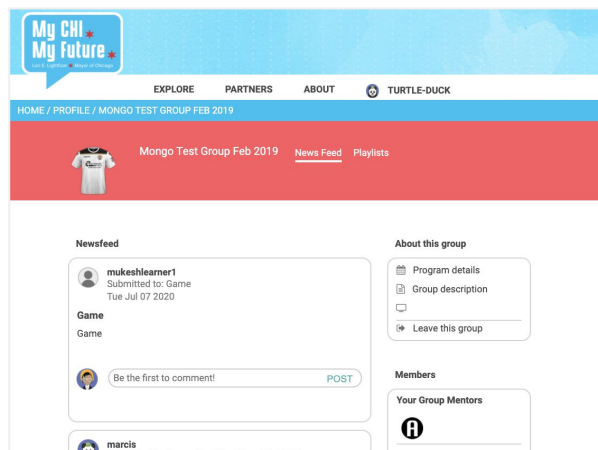 My CHI
My Future
Lori E. Lightfoot Mayor of Chicago
EXPLORE PARTNERS ABOUT TURTLE-DUCK
HOME / PROFILE / MONGO TEST GROUP FEB 2019
Mongo Test Group Feb 2019 News Feed Playlists
Newsfeed
mukeshlearner1
Submitted to: Game
Tue Jul 07 2020
Game
Game
Be the first to comment! POST
marcis
About this group
Program details
Group description
Leave this group
Members
Your Group Mentors